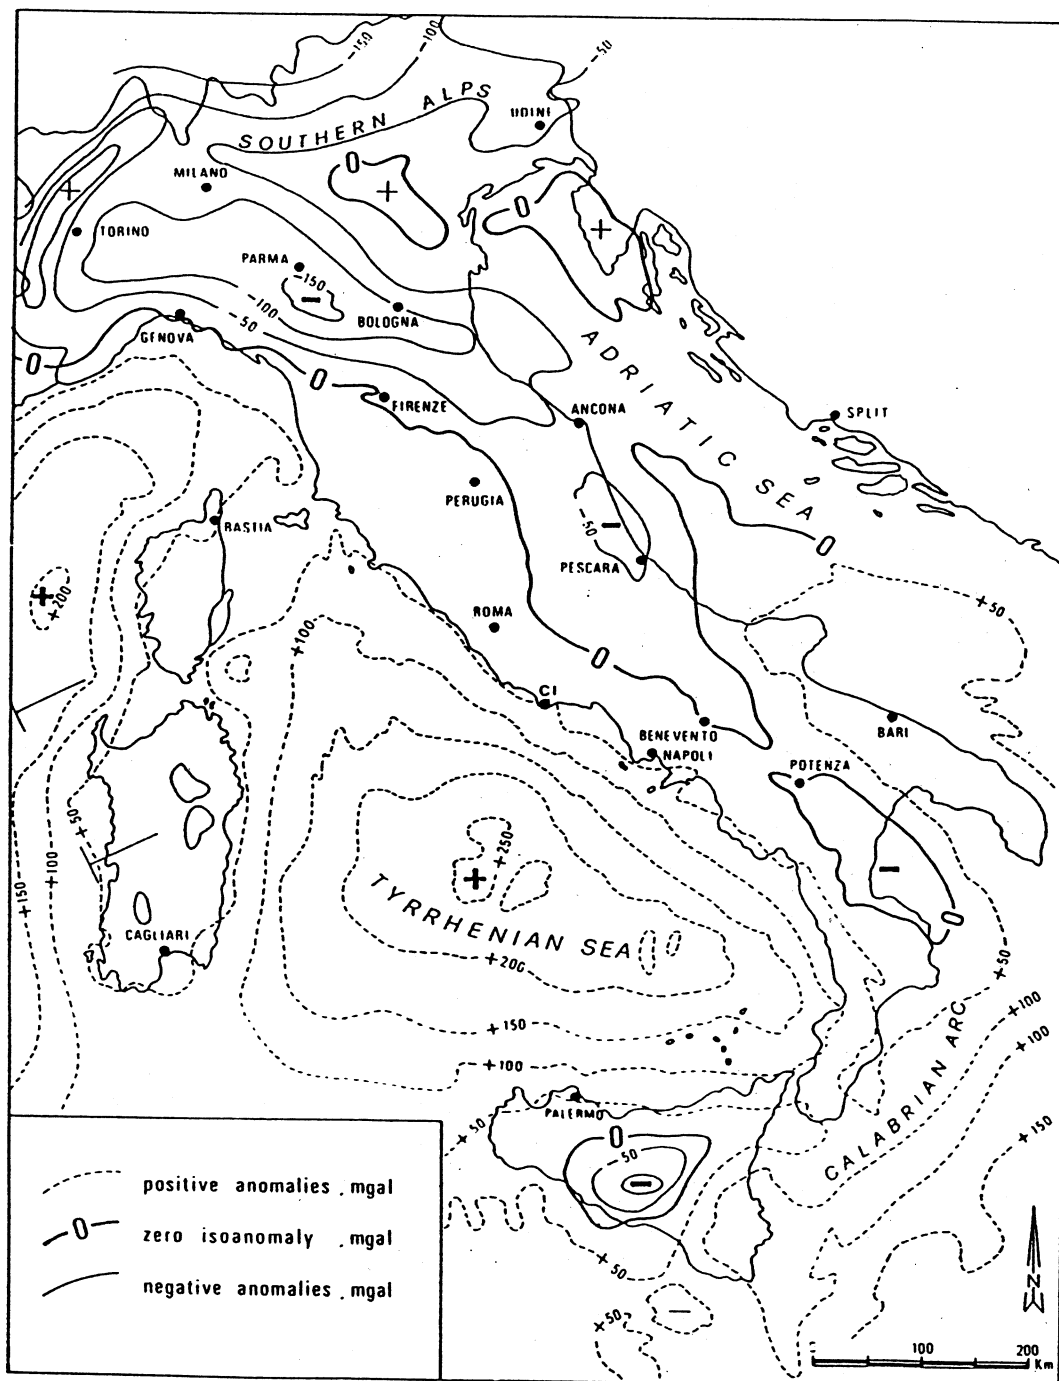 -150
-100
-50
SOUTHERN ALPS
UDINE
0
MILANO
+
0
+
0
+
TORINO
PARMA
-150
-
-100
-50
BOLOGNA
GENOVA
0
0
FIRENZE
ADRIATIC SEA
ANCONA
SPLIT
PERUGIA
-50
-
BASTIA
0
PESCARA
+
+200
ROMA
+50
+100
0
CI
BENEVENTO
NAPOLI
BARI
POTENZA
+50
+100
+150
+250
+
-
TYRRHENIAN SEA
0
CAGLIARI
+200
+50
+150
+100
+100
+100
CALABRIAN ARC
PALERMO
+50
0
-50
-
+150
+50
+50
-
positive anomalies . mgal
0 zero isoanomaly . mgal
negative anomalies . mgal
N
100
200
Km